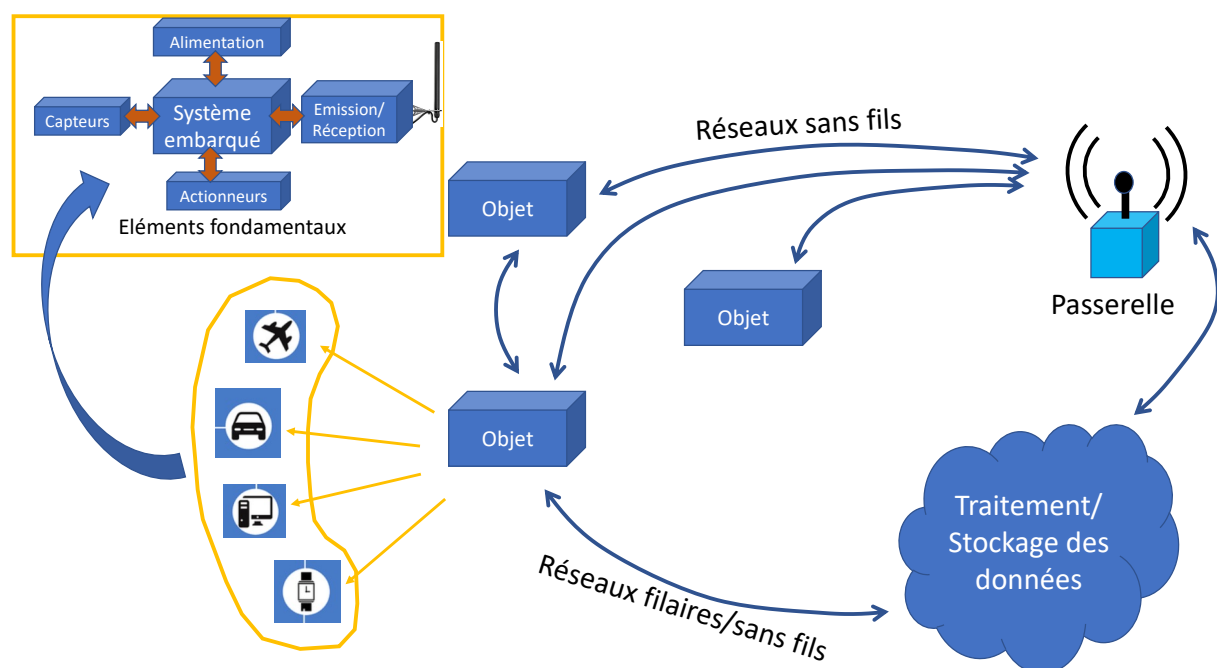 Alimentation
Capteurs
Système
embarqué
Emission/
Réception
Actionneurs
Eléments fondamentaux
Réseaux sans fils
Objet
Objet
Passerelle
Objet
Traitement/
Stockage des
données
Réseaux filaires/sans fils